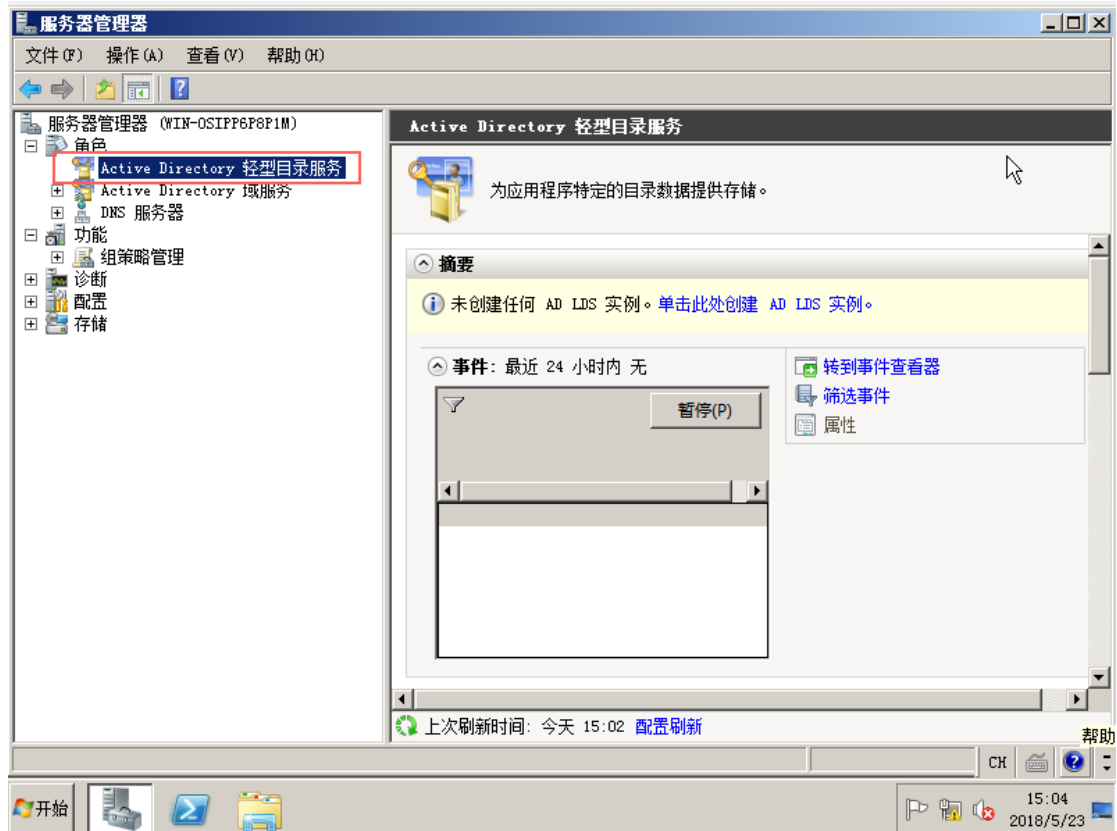 服务器管理器
文件(F) 操作(A) 查看(V) 帮助(H)
服务器管理器 (WIN-OSIPP6P8P1M)
角色
Active Directory 轻型目录服务
Active Directory 域服务
DNS 服务器
功能
组策略管理
诊断
配置
存储
Active Directory 轻型目录服务
为应用程序特定的目录数据提供存储。
摘要
未创建任何 AD LDS 实例。单击此处创建 AD LDS 实例。
事件: 最近 24 小时内 无
暂停(P)
转到事件查看器
筛选事件
属性
上次刷新时间: 今天 15:02 配置刷新
帮助
CH
开始
15:04
2018/5/23